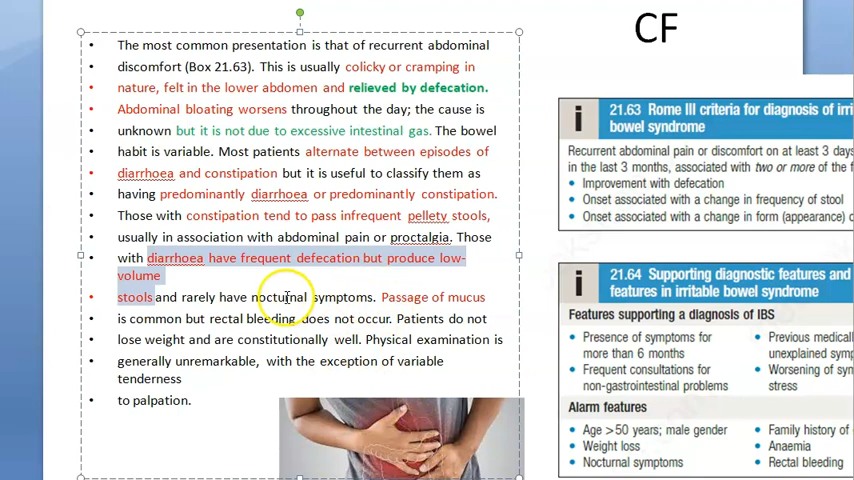 CF
The most common presentation is that of recurrent abdominal
discomfort (Box 21.63). This is usually colicky or cramping in
nature, felt in the lower abdomen and relieved by defecation.
Abdominal bloating worsens throughout the day; the cause is
unknown but it is not due to excessive intestinal gas. The bowel
habit is variable. Most patients alternate between episodes of
diarrhoea and constipation but it is useful to classify them as
having predominantly diarrhoea or predominantly constipation.
Those with constipation tend to pass infrequent pellety stools,
usually in association with abdominal pain or proctalgia. Those
with diarrhoea have frequent defecation but produce low-
volume
stools and rarely have nocturnal symptoms. Passage of mucus
is common but rectal bleeding does not occur. Patients do not
lose weight and are constitutionally well. Physical examination is
generally unremarkable, with the exception of variable
tenderness
to palpation.
i
21.63 Rome III criteria for diagnosis of irri
bowel syndrome
Recurrent abdominal pain or discomfort on at least 3 days
in the last 3 months, associated with two or more of the
• Improvement with defecation
• Onset associated with a change in frequency of stool
• Onset associated with a change in form (appearance) o
i
21.64 Supporting diagnostic features and
features in irritable bowel syndrome
Features supporting a diagnosis of IBS
• Presence of symptoms for
more than 6 months
• Frequent consultations for
non-gastrointestinal problems
• Previous medicall
unexplained symp
• Worsening of sym
stress
Alarm features
• Age >50 years; male gender
• Weight loss
• Nocturnal symptoms
• Family history of
• Anaemia
• Rectal bleeding